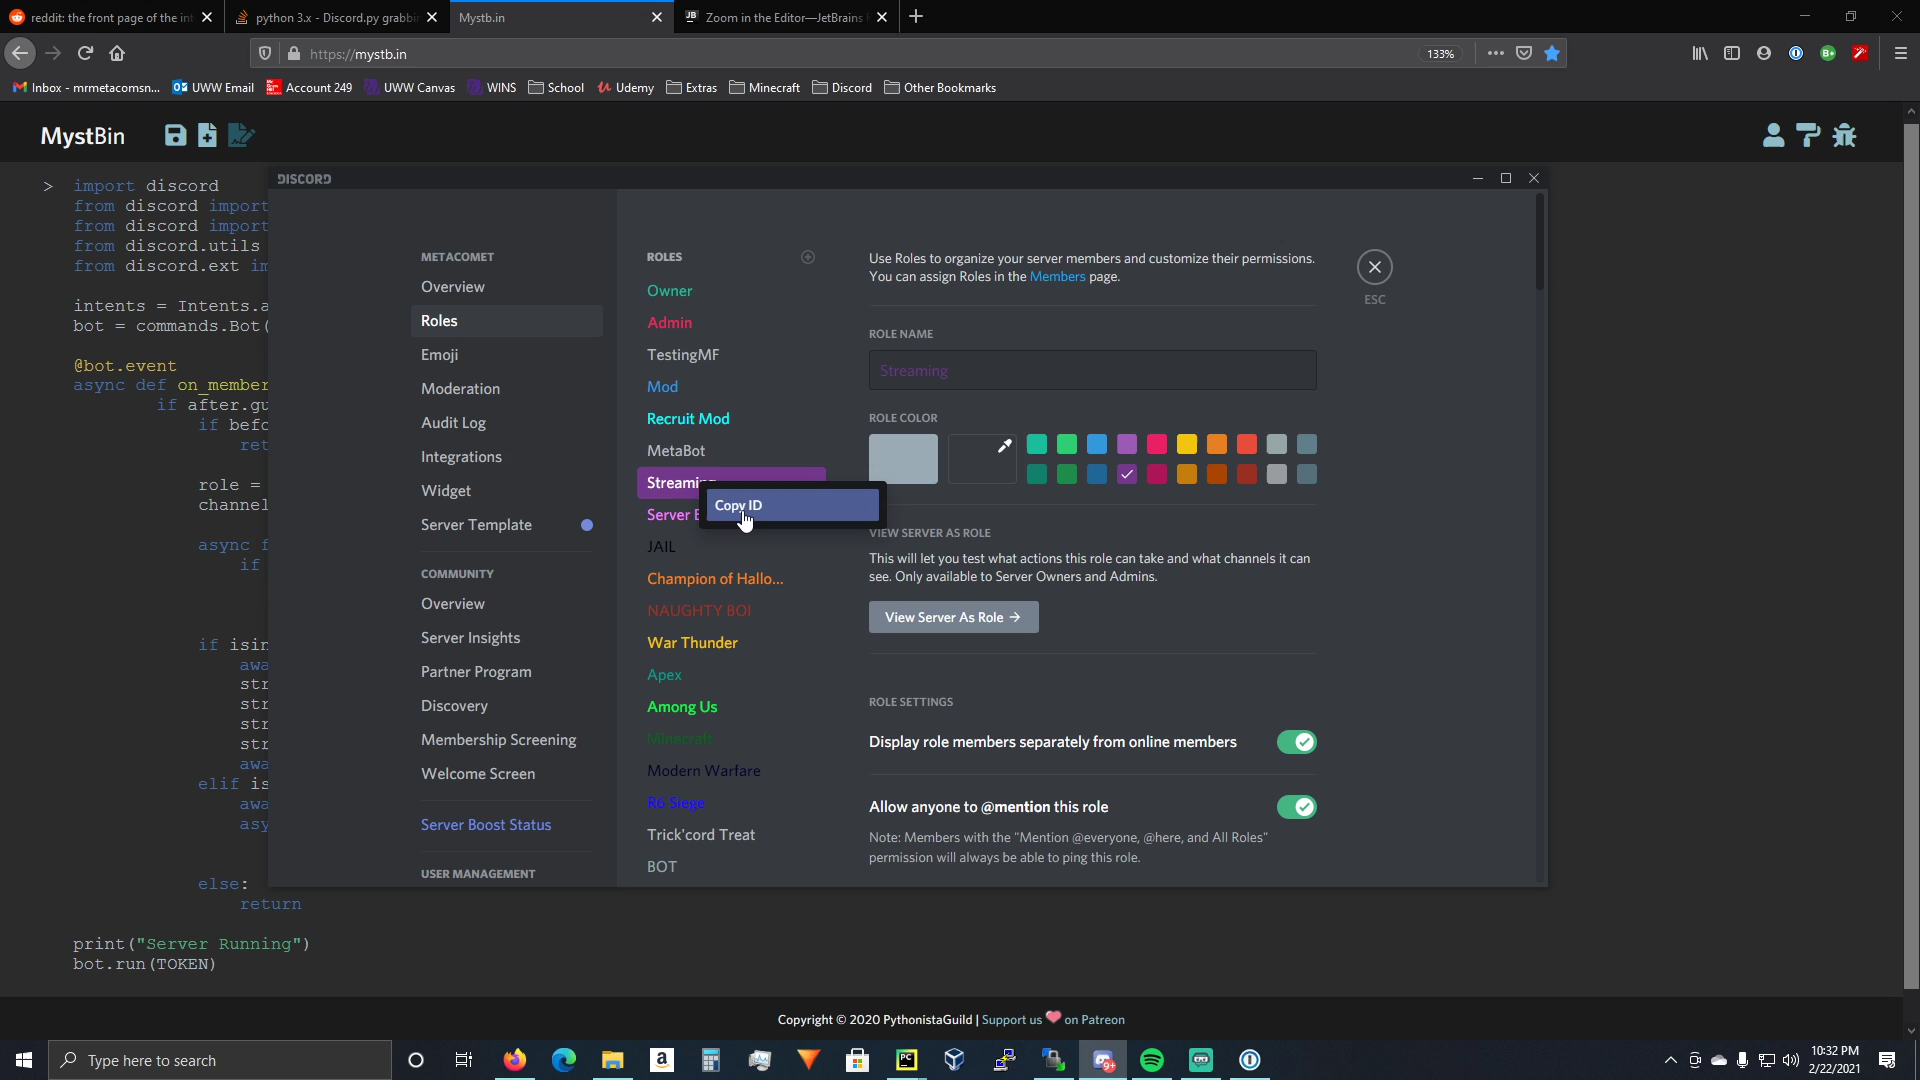 reddit: the front page of the int
python 3.x - Discord.py grabbin
Mystb.in
Zoom in the Editor—JetBrains
https://mystb.in
133%
Inbox - mrmetacomsn...
UWW Email
Account 249
UWW Canvas
WINS
School
Udemy
Extras
Minecraft
Discord
Other Bookmarks
MystBin
> import discord
from discord import
from discord import
from discord.utils
from discord.ext im
intents = Intents.a
bot = commands.Bot(
@bot.event
async def on_member
if after.gu
if befo
ret
role =
channel
async f
if
if isin
awa
str
str
str
str
awa
elif is
awa
asy
else:
return
print("Server Running")
bot.run(TOKEN)
DISCORD
METACOMET
Overview
Roles
Emoji
Moderation
Audit Log
Integrations
Widget
Server Template
COMMUNITY
Overview
Server Insights
Partner Program
Discovery
Membership Screening
Welcome Screen
Server Boost Status
USER MANAGEMENT
ROLES
Owner
Admin
TestingMF
Mod
Recruit Mod
MetaBot
Streaming
Server B
Copy ID
JAIL
Champion of Hallo...
NAUGHTY BOI
War Thunder
Apex
Among Us
Minecraft
Modern Warfare
R6 Siege
Trick'cord Treat
BOT
Use Roles to organize your server members and customize their permissions.
You can assign Roles in the Members page.
ESC
ROLE NAME
Streaming
ROLE COLOR
VIEW SERVER AS ROLE
This will let you test what actions this role can take and what channels it can
see. Only available to Server Owners and Admins.
View Server As Role →
ROLE SETTINGS
Display role members separately from online members
Allow anyone to @mention this role
Note: Members with the "Mention @everyone, @here, and All Roles"
permission will always be able to ping this role.
Copyright © 2020 PythonistaGuild | Support us ❤ on Patreon
Type here to search
10:32 PM
2/22/2021